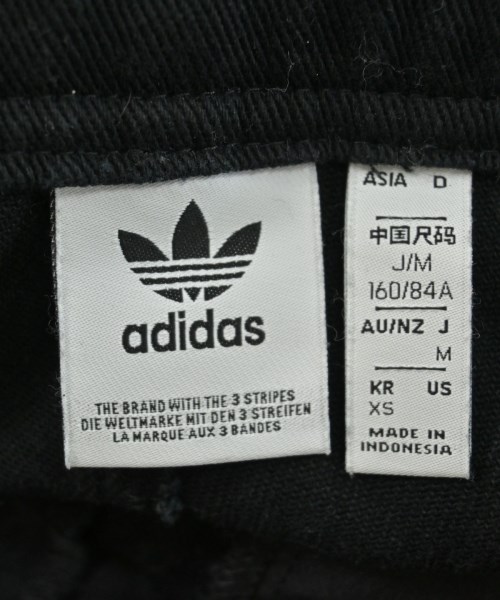 adidas
THE BRAND WITH THE 3 STRIPES
DIE WELTMARKE MIT DEN 3 STREIFEN
LA MARQUE AUX 3 BANDES
ASIA D
中国尺码
J/M
160/84A
AU/NZ J
M
KR US
XS
MADE IN
INDONESIA